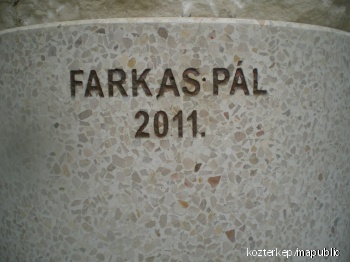 FARKAS·PÁL
2011.
kozterkep/mapublic